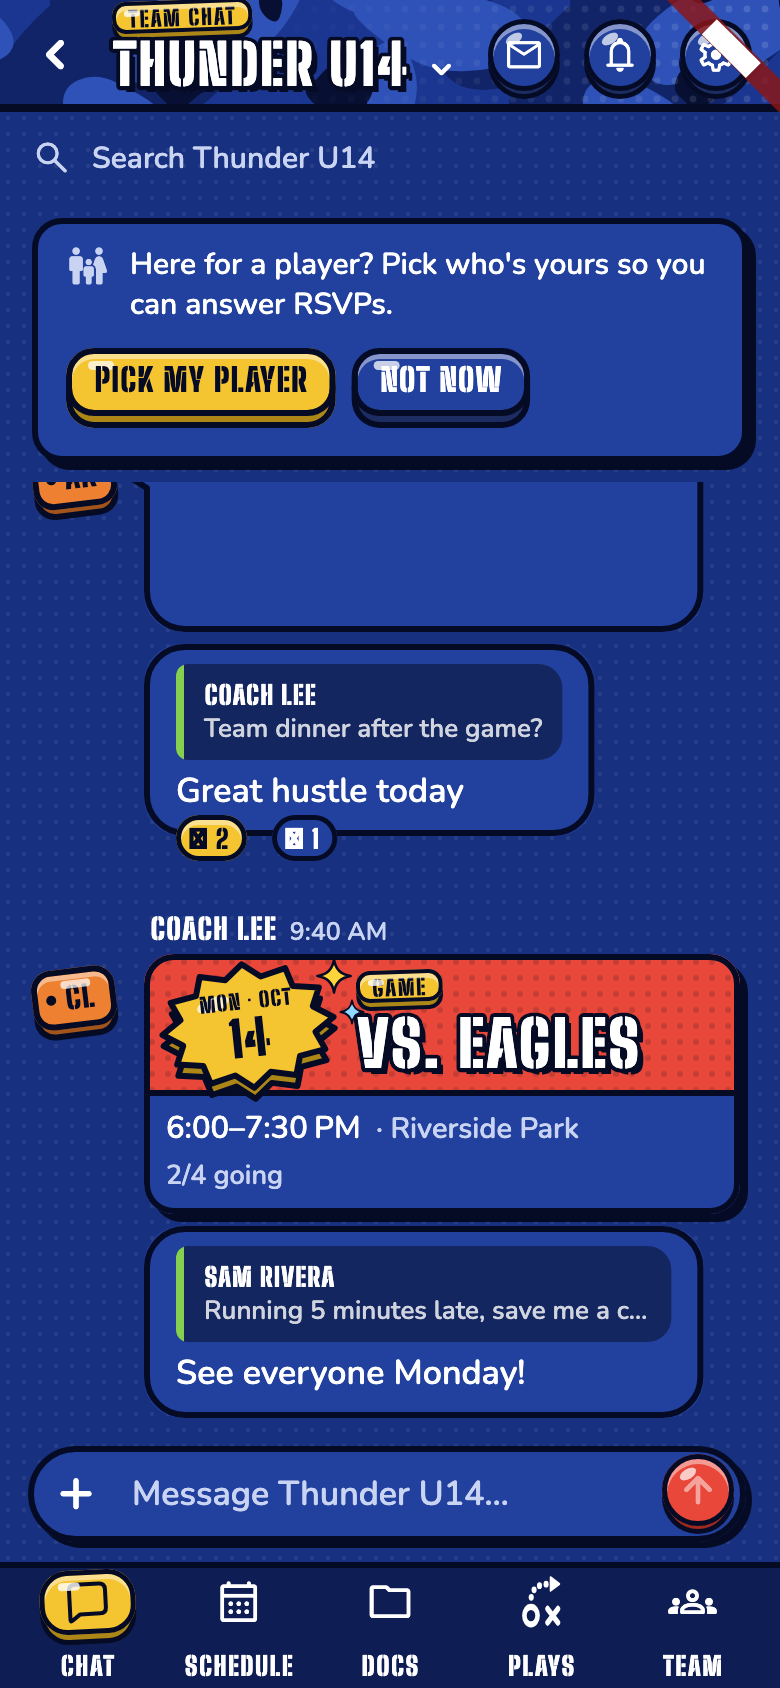 TEAM CHAT
THUNDER U14
Search Thunder U14
Here for a player? Pick who's yours so you
can answer RSVPs.
PICK MY PLAYER
NOT NOW
COACH LEE
Team dinner after the game?
Great hustle today
2
1
COACH LEE 9:40 AM
CL
MON · OCT
14
GAME
VS. EAGLES
6:00–7:30 PM · Riverside Park
2/4 going
SAM RIVERA
Running 5 minutes late, save me a c...
See everyone Monday!
Message Thunder U14...
CHAT
SCHEDULE
DOCS
PLAYS
TEAM